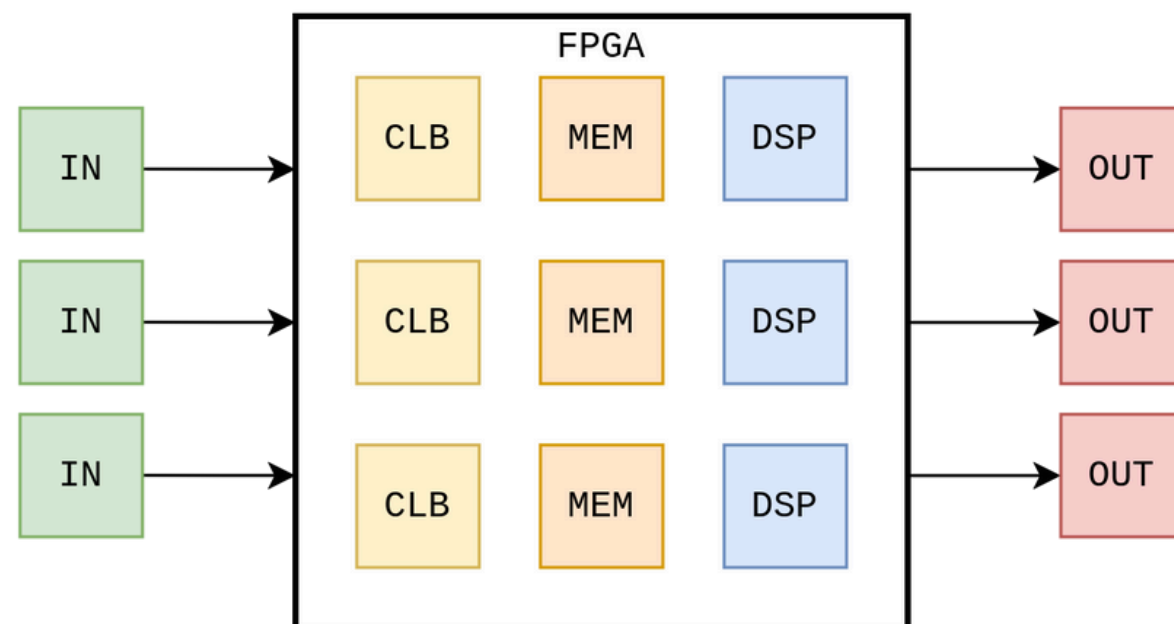 FPGA
IN
CLB
MEM
DSP
OUT
IN
CLB
MEM
DSP
OUT
IN
CLB
MEM
DSP
OUT